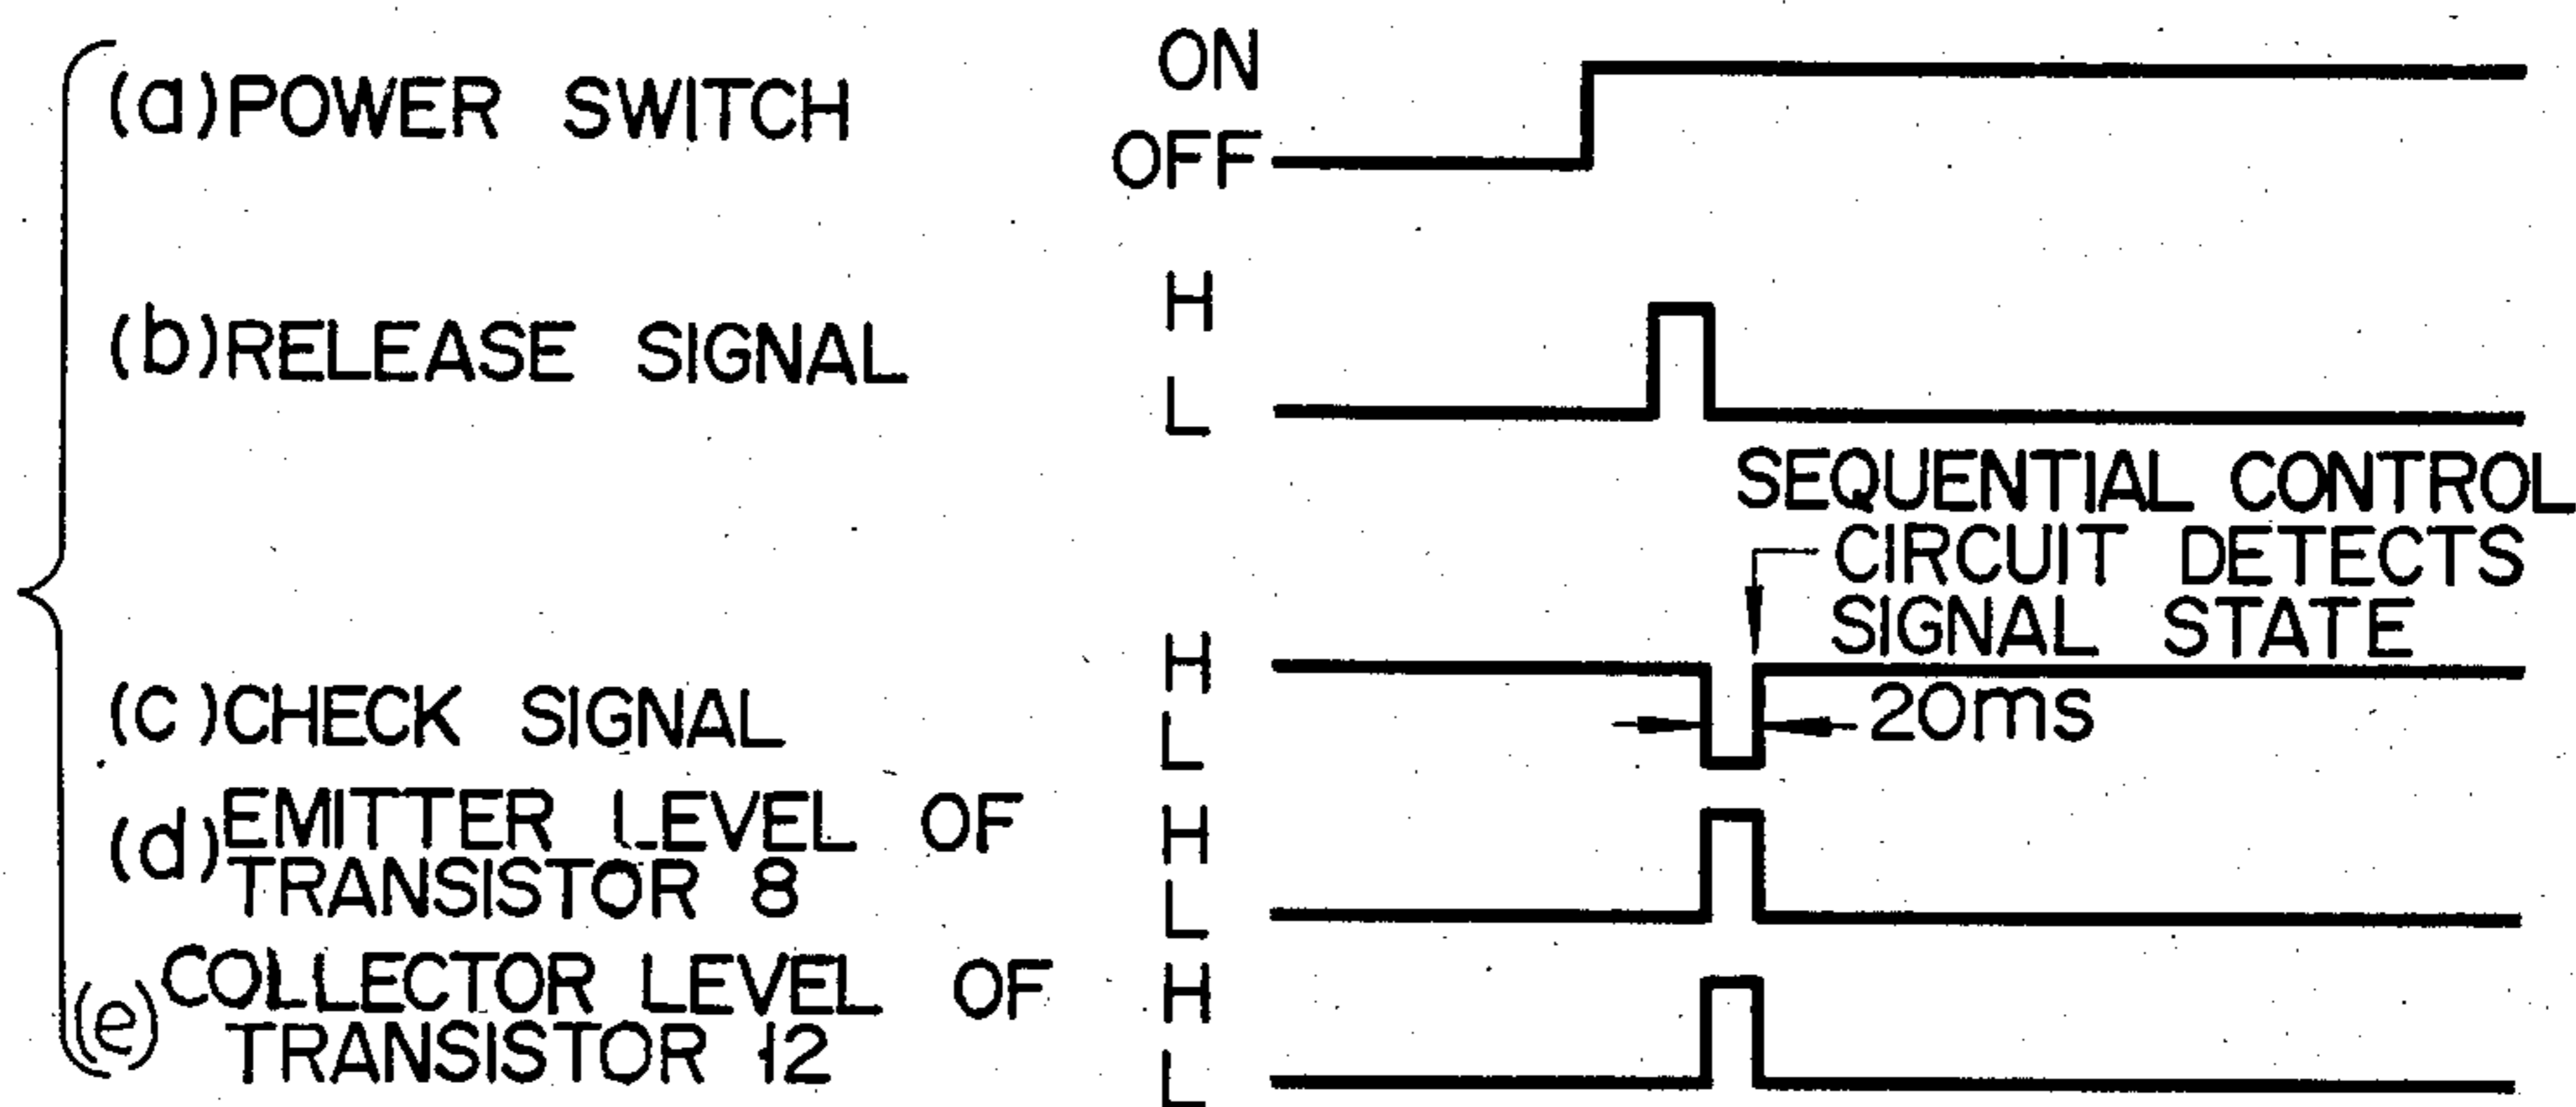 (a) POWER SWITCH
ON
OFF
(b) RELEASE SIGNAL
H
L
SEQUENTIAL CONTROL
CIRCUIT DETECTS
SIGNAL STATE
(c) CHECK SIGNAL
H
L
20ms
(d) EMITTER LEVEL OF
TRANSISTOR 8
H
L
(e) COLLECTOR LEVEL OF
TRANSISTOR 12
H
L